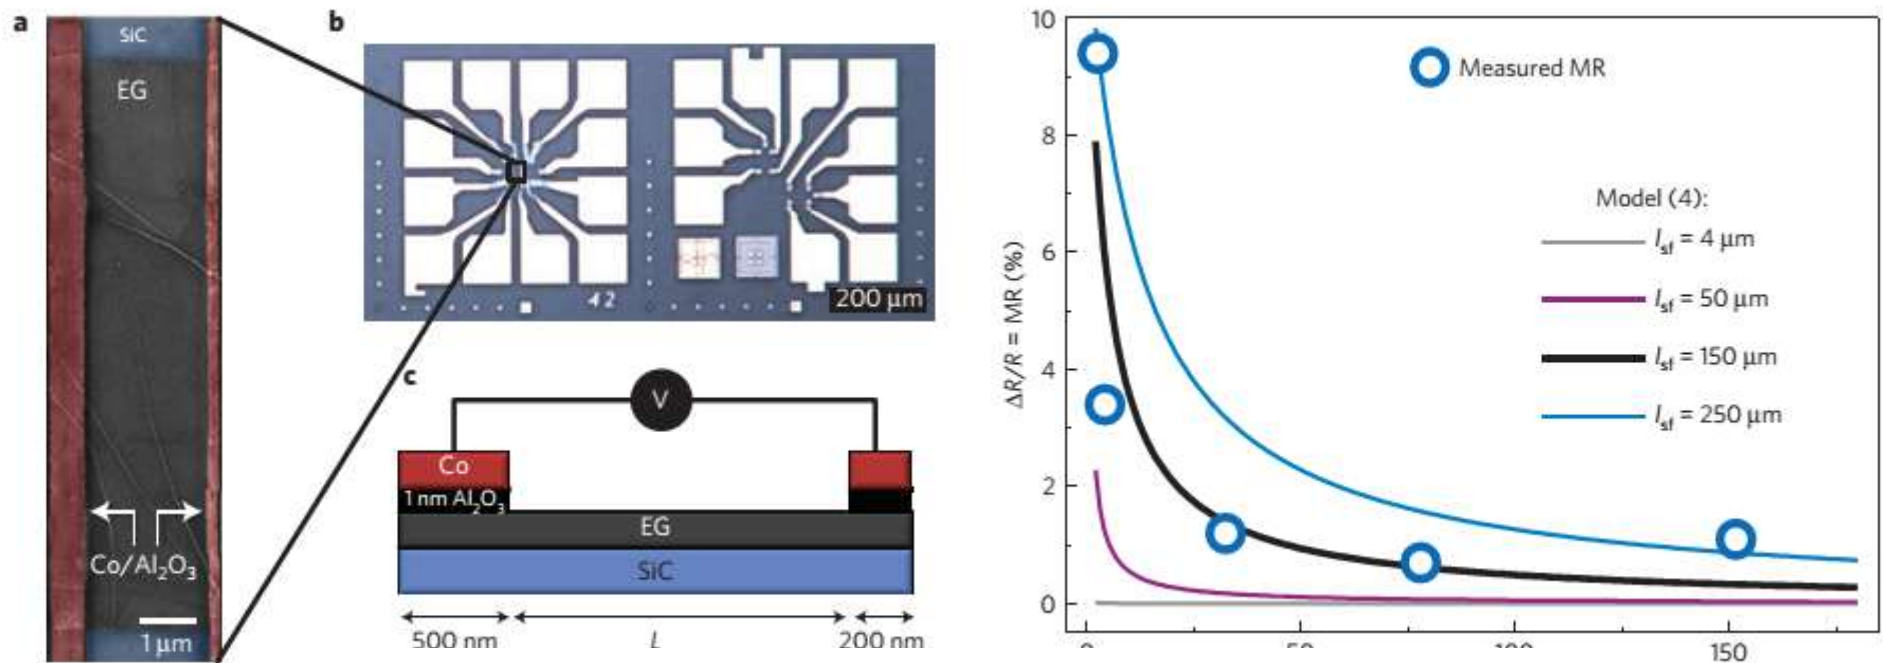 a
SiC
EG
Co/Al₂O₃
1 μm
b
42
200 μm
c
V
Co
1 nm Al₂O₃
EG
SiC
500 nm
L
200 nm
10
8
6
4
2
0
ΔR/R = MR (%)
Measured MR
Model (4):
lsf = 4 μm
lsf = 50 μm
lsf = 150 μm
lsf = 250 μm
0 50 100 150